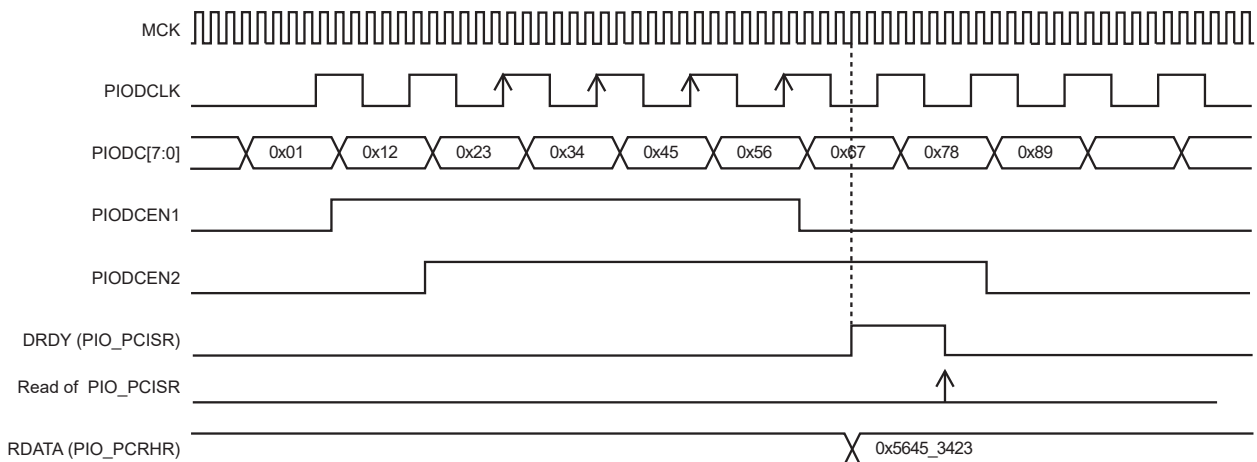 MCK
PIODCLK
PIODC[7:0] 0x01 0x12 0x23 0x34 0x45 0x56 0x67 0x78 0x89
PIODCEN1
PIODCEN2
DRDY (PIO_PCISR)
Read of PIO_PCISR
RDATA (PIO_PCRHR) 0x5645_3423